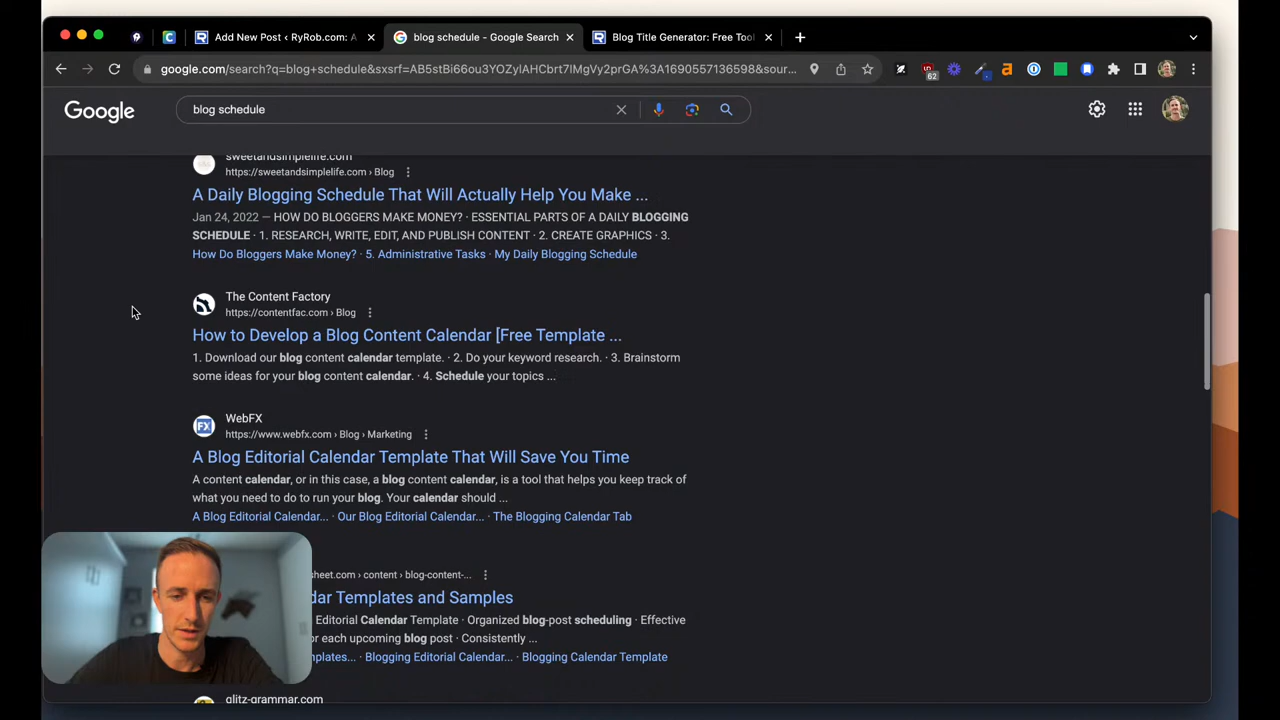 Add New Post ‹ RyRob.com: A
blog schedule - Google Search
Blog Title Generator: Free Tool
google.com/search?q=blog+schedule&sxsrf=AB5stBi66ou3YOZylAHCbrt7lMgVy2prGA%3A1690557136598&sour...
62
Google
blog schedule
sweetandsimplelife.com
https://sweetandsimplelife.com › Blog
A Daily Blogging Schedule That Will Actually Help You Make ...
Jan 24, 2022 — HOW DO BLOGGERS MAKE MONEY? · ESSENTIAL PARTS OF A DAILY BLOGGING
SCHEDULE · 1. RESEARCH, WRITE, EDIT, AND PUBLISH CONTENT · 2. CREATE GRAPHICS · 3.
How Do Bloggers Make Money? · 5. Administrative Tasks · My Daily Blogging Schedule
The Content Factory
https://contentfac.com › Blog
How to Develop a Blog Content Calendar [Free Template ...
1. Download our blog content calendar template. · 2. Do your keyword research. · 3. Brainstorm
some ideas for your blog content calendar. · 4. Schedule your topics ...
FX
WebFX
https://www.webfx.com › Blog › Marketing
A Blog Editorial Calendar Template That Will Save You Time
A content calendar, or in this case, a blog content calendar, is a tool that helps you keep track of
what you need to do to run your blog. Your calendar should ...
A Blog Editorial Calendar... · Our Blog Editorial Calendar... · The Blogging Calendar Tab
sheet.com › content › blog-content-...
dar Templates and Samples
Editorial Calendar Template · Organized blog-post scheduling · Effective
or each upcoming blog post · Consistently ...
mplates... · Blogging Editorial Calendar... · Blogging Calendar Template
glitz-grammar.com